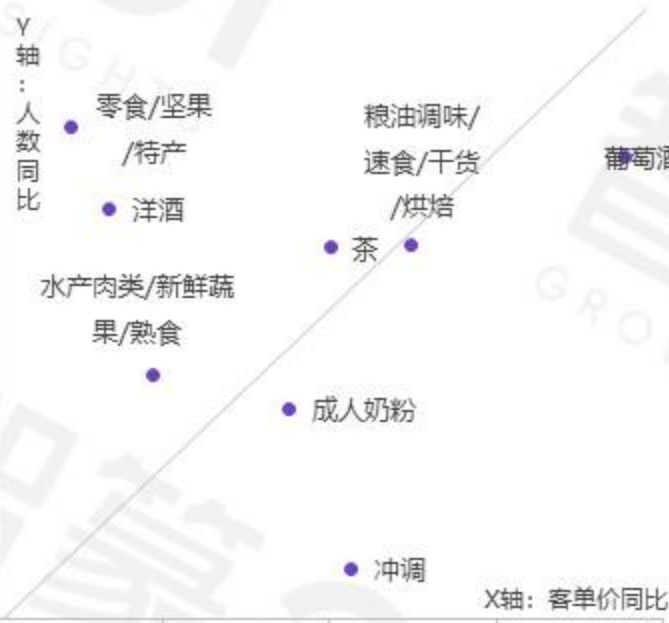 Y轴：人数同比
零食/坚果
/特产
粮油调味/
速食/干货
/烘焙
葡萄酒
洋酒
茶
水产肉类/新鲜蔬
果/熟食
成人奶粉
冲调
X轴：客单价同比